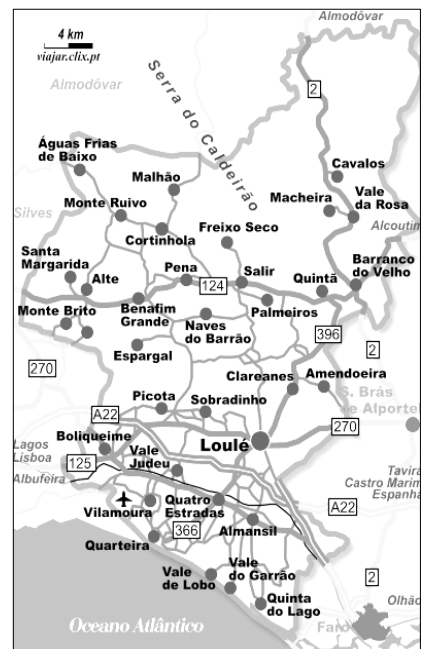 4 km
viajar.clix.pt
Almodôvar
Almodôvar
Serra do Caldeirão
2
Águas Frias
de Baixo
Malhão
Cavalos
Monte Ruivo
Macheira
Vale
da Rosa
Silves
Freixo Seco
Alcoutim
Cortinhola
Santa
Margarida
Alte
Pena
124
Salir
Quintã
Barranco
do Velho
Benafim
Grande
Palmeiros
Monte Brito
Naves
do Barrão
396
Espargal
2
270
Clareanes
Amendoeira
S. Brás
de Alportel
Picota
Sobradinho
A22
270
Loulé
Boliqueime
Lagos
Lisboa
Vale
Judeu
125
Albufeira
Tavira
Castro Marim
Espanha
Vilamoura
Quatro
Estradas
A22
366
Almansil
Quarteira
Vale
de Lobo
Vale
do Garrão
2
Quinta
do Lago
Olhão
Faro
Oceano Atlântico